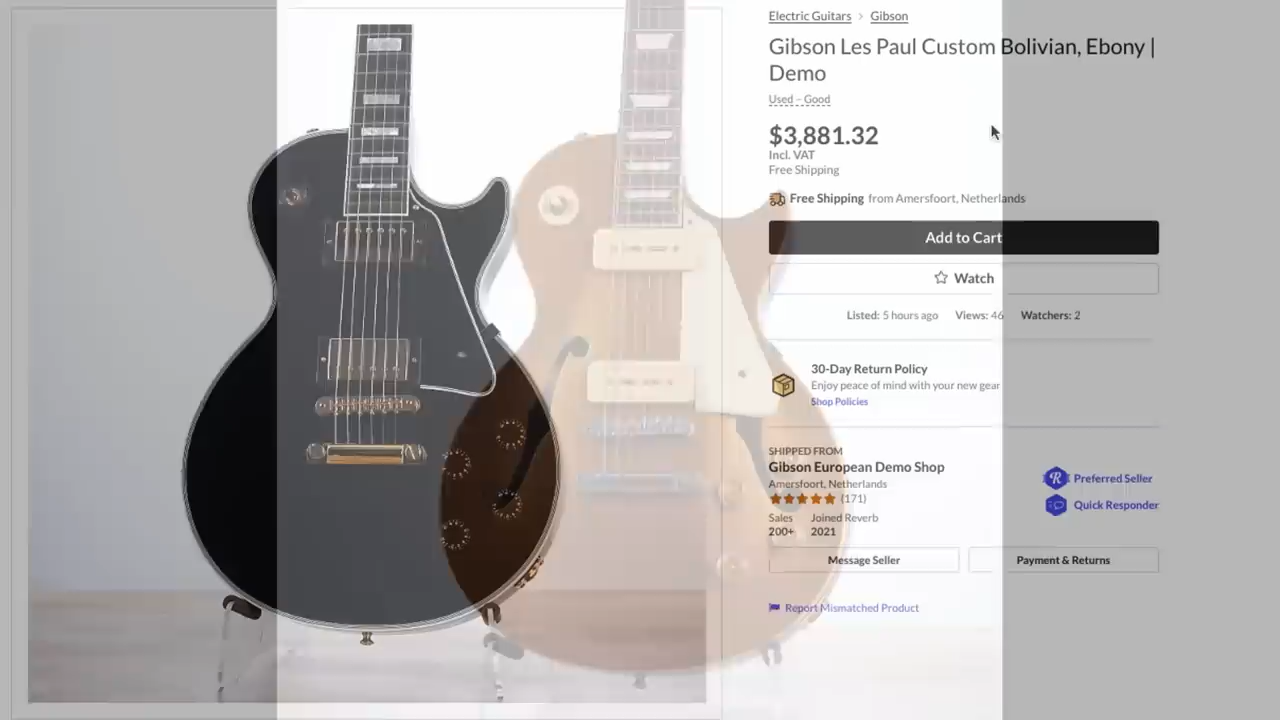 Electric Guitars > Gibson
Gibson Les Paul Custom Bolivian, Ebony |
Demo
Used – Good
$3,881.32
Incl. VAT
Free Shipping
Free Shipping from Amersfoort, Netherlands
Add to Cart
Watch
Listed: 5 hours ago Views: 46 Watchers: 2
30-Day Return Policy
Enjoy peace of mind with your new gear
Shop Policies
SHIPPED FROM
Gibson European Demo Shop
Amersfoort, Netherlands
(171)
Preferred Seller
Quick Responder
Sales Joined Reverb
200+ 2021
Message Seller Payment & Returns
Report Mismatched Product